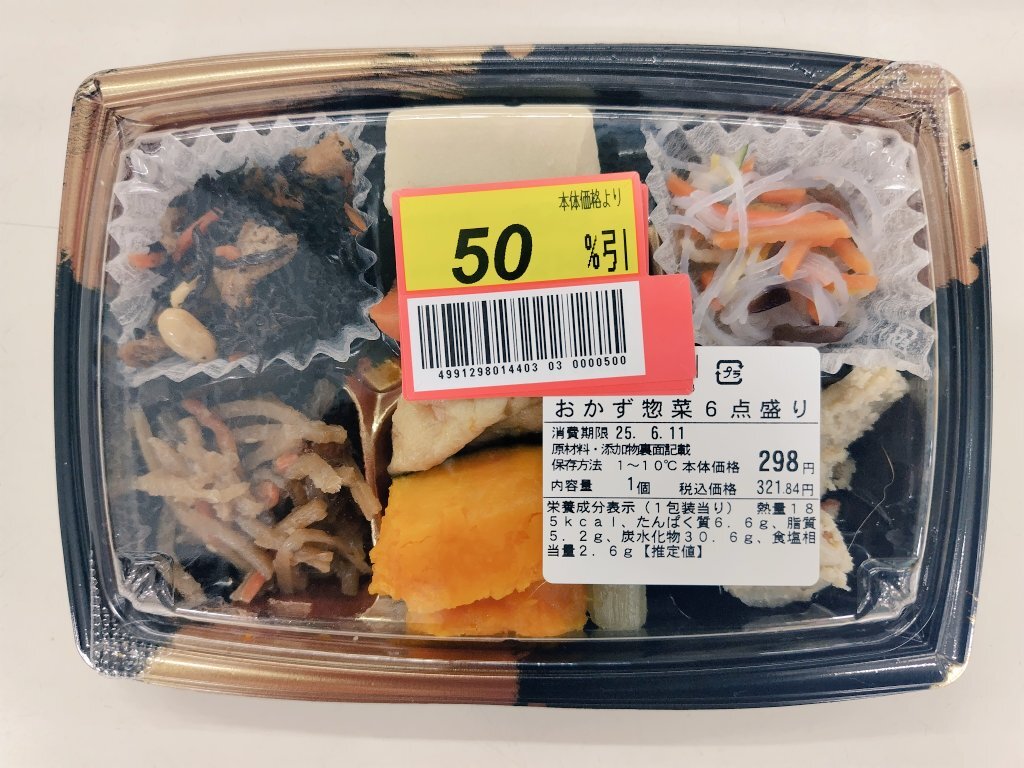 本体価格より
50 %引
4991298014403 03 0000500
プラ
おかず惣菜6点盛り
消費期限 25. 6.11
原材料・添加物裏面記載
保存方法 1~10℃ 本体価格 298円
内容量 1個 税込価格 321.84円
栄養成分表示(1包装当り) 熱量18
5kcal、たんぱく質6.6g、脂質
5.2g、炭水化物30.6g、食塩相
当量2.6g【推定値】